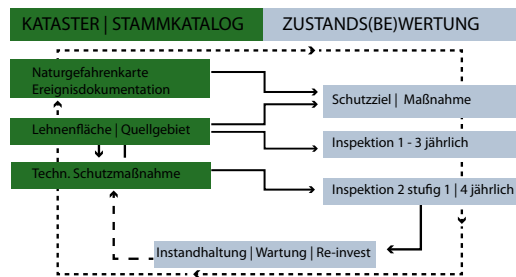 KATASTER | STAMMKATALOG
ZUSTANDS(BE)WERTUNG
Naturgefahrenkarte
Ereignisdokumentation
Schutzziel | Maßnahme
Lehnenfläche | Quellgebiet
Inspektion 1 - 3 jährlich
Techn. Schutzmaßnahme
Inspektion 2 stufig 1 | 4 jährlich
Instandhaltung | Wartung | Re-invest